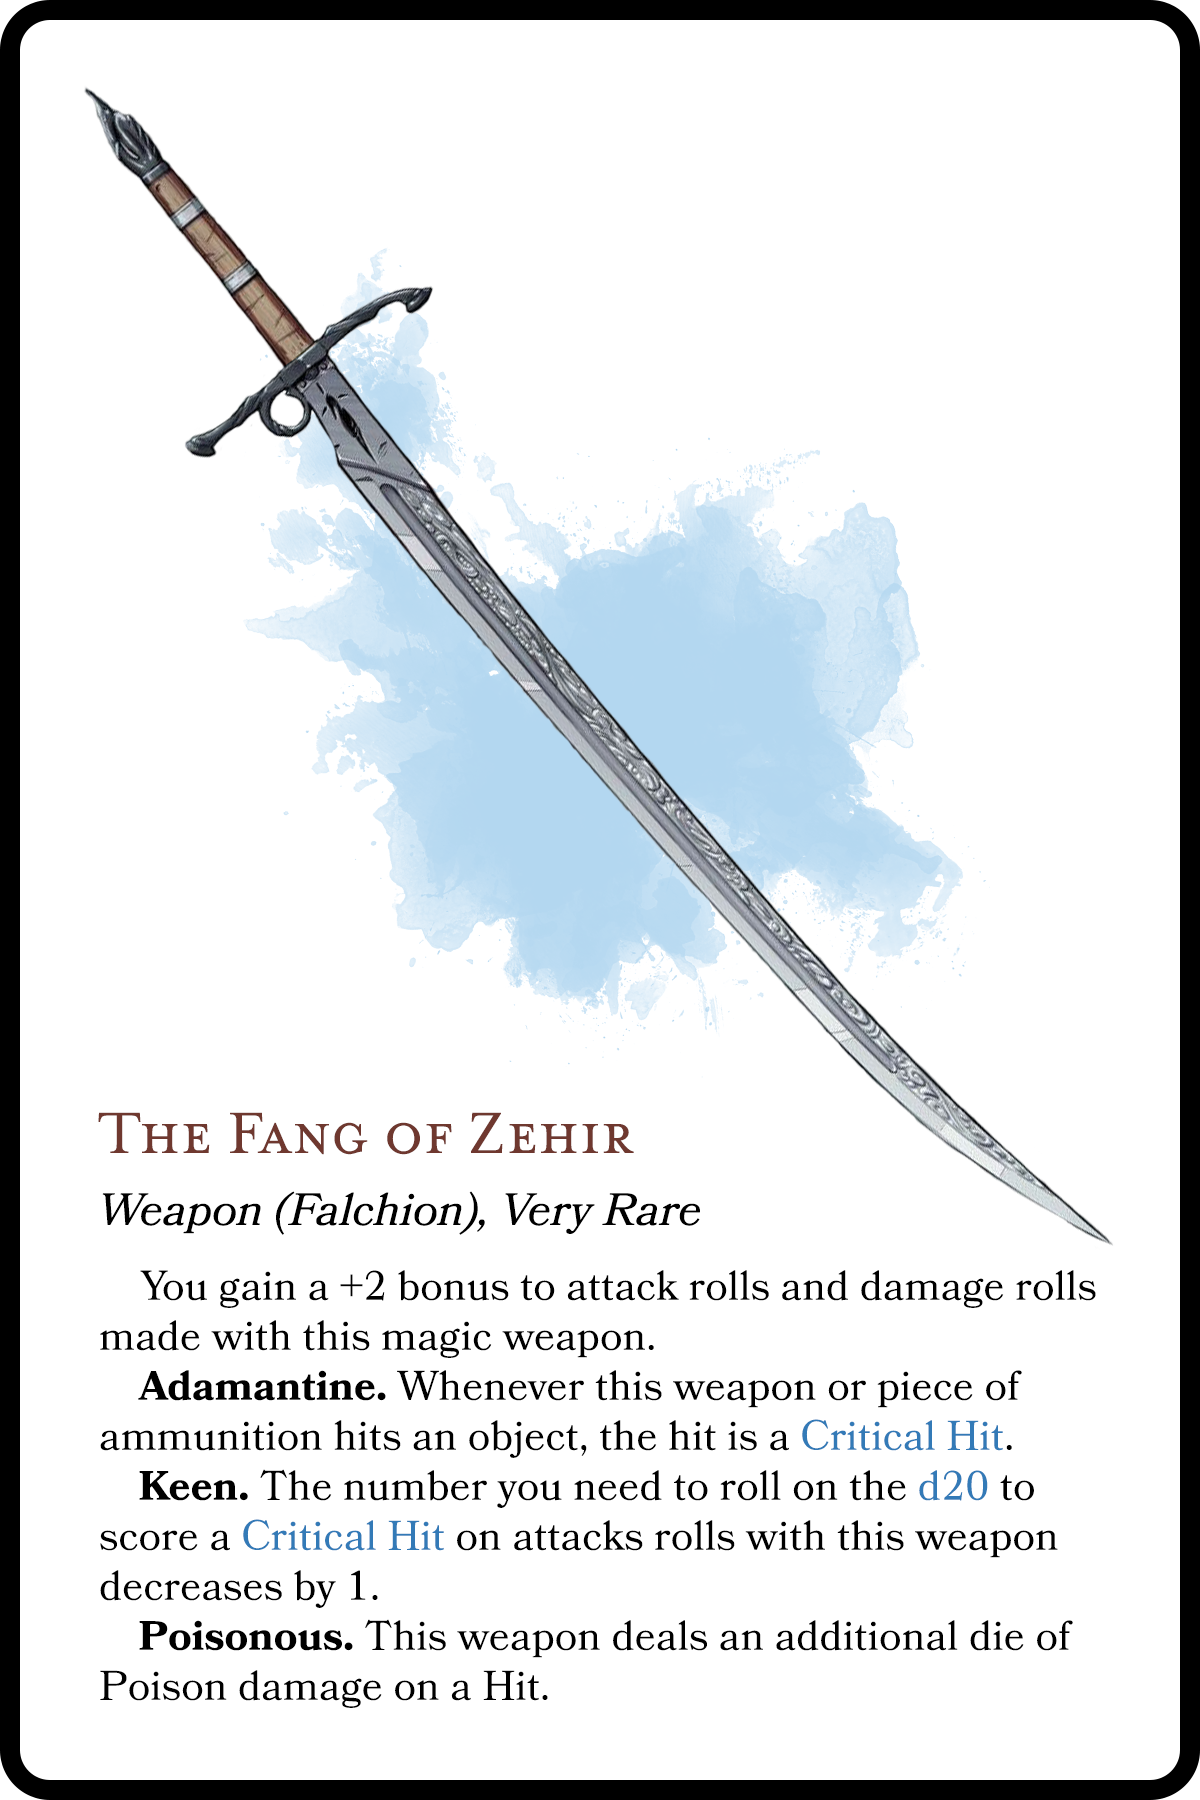 The Fang of Zehir
Weapon (Falchion), Very Rare
You gain a +2 bonus to attack rolls and damage rolls
made with this magic weapon.
Adamantine. Whenever this weapon or piece of
ammunition hits an object, the hit is a Critical Hit.
Keen. The number you need to roll on the d20 to
score a Critical Hit on attacks rolls with this weapon
decreases by 1.
Poisonous. This weapon deals an additional die of
Poison damage on a Hit.